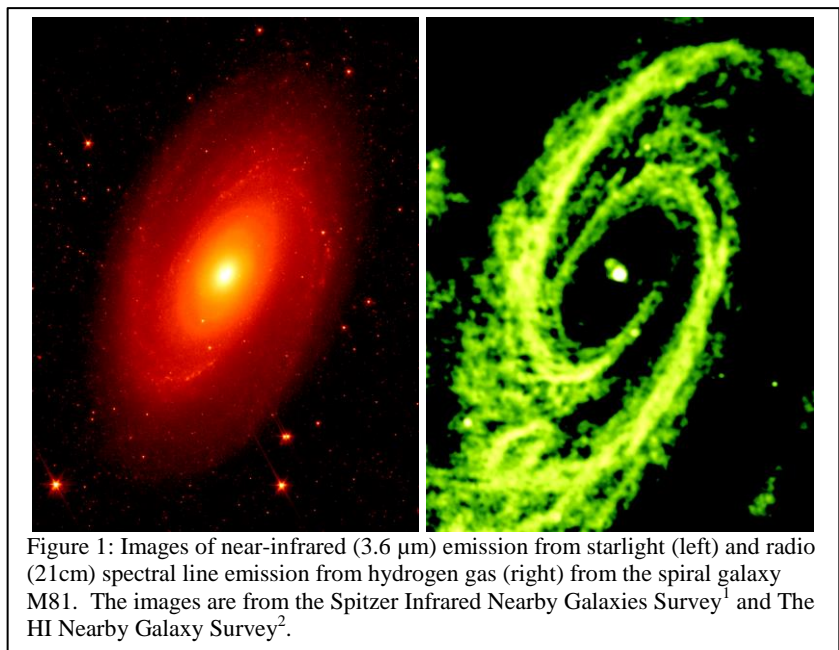 Figure 1: Images of near-infrared (3.6 μm) emission from starlight (left) and radio
(21cm) spectral line emission from hydrogen gas (right) from the spiral galaxy
M81.  The images are from the Spitzer Infrared Nearby Galaxies Survey¹ and The
HI Nearby Galaxy Survey².